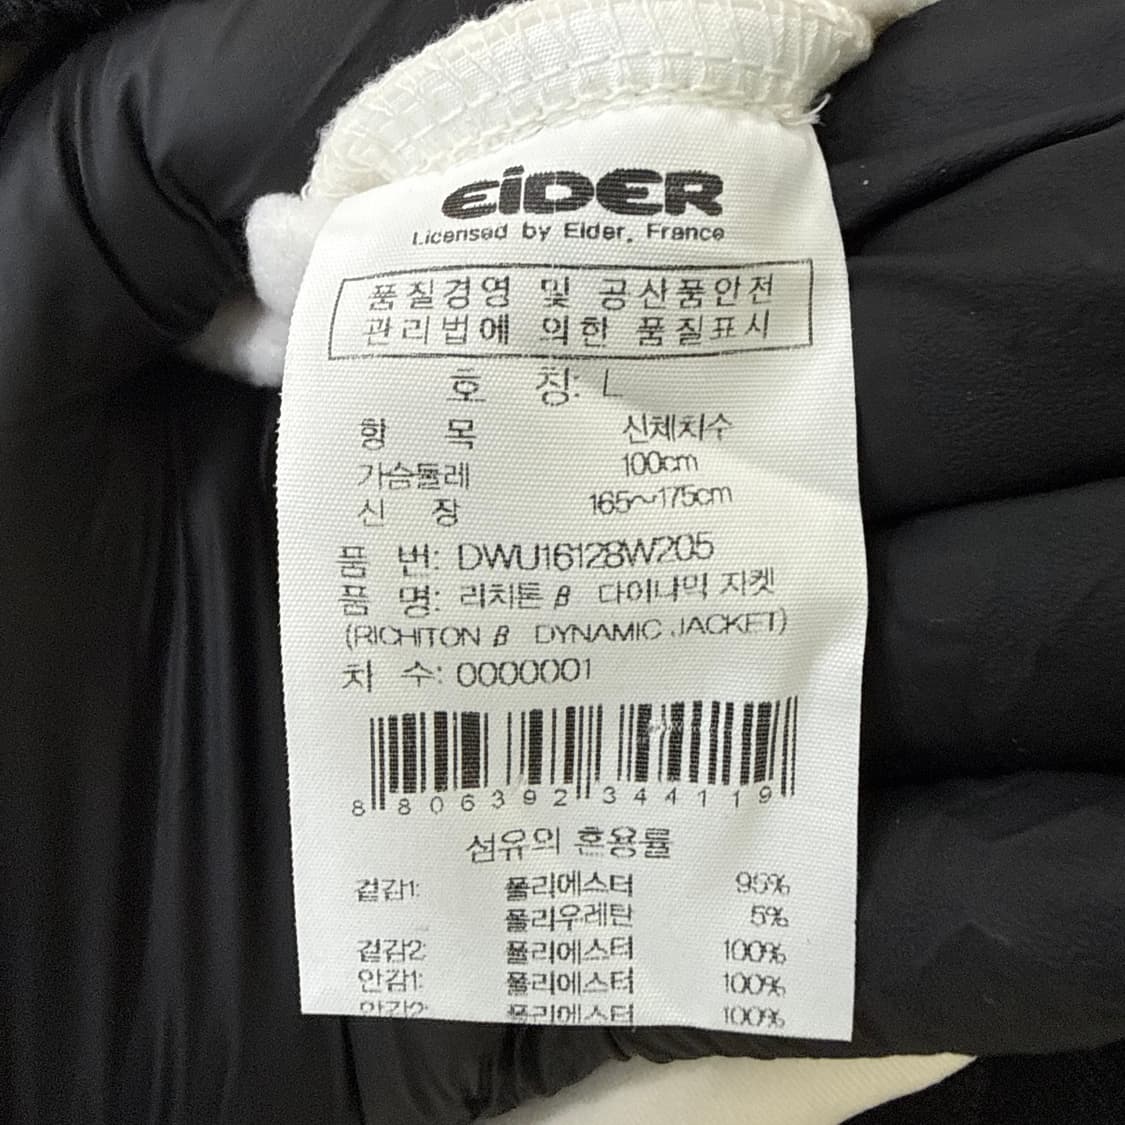 EiDER
Licensed by Eider, France
품질경영 및 공산품안전
관리법에 의한 품질표시
호 칭: L
항 목 신체치수
가슴둘레 100cm
신 장 165~175cm
품 번: DWU16128W205
품 명: 리치톤 β 다이나믹 자켓
(RICHITON β DYNAMIC JACKET)
차 수: 0000001
8 806392 344119
섬유의 혼용률
겉감1: 폴리에스터 95%
폴리우레탄 5%
겉감2: 폴리에스터 100%
안감1: 폴리에스터 100%
안감2: 폴리에스터 100%